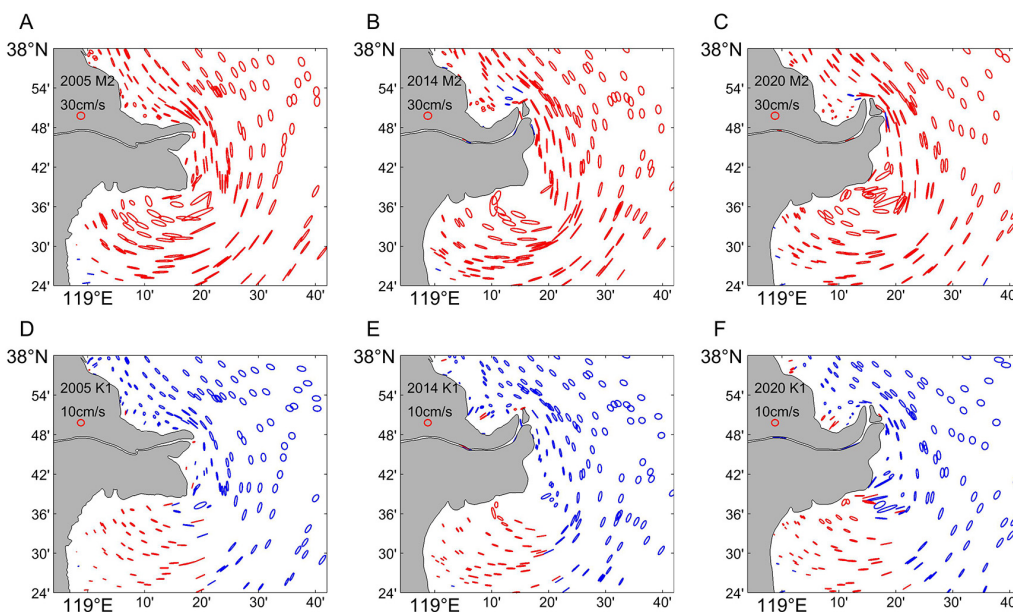 A
B
C
38°N
54'
48'
42'
36'
30'
24'
119°E
10'
20'
30'
40'
2005 M2
30cm/s
38°N
54'
48'
42'
36'
30'
24'
119°E
10'
20'
30'
40'
2014 M2
30cm/s
38°N
54'
48'
42'
36'
30'
24'
119°E
10'
20'
30'
40'
2020 M2
30cm/s
D
E
F
38°N
54'
48'
42'
36'
30'
24'
119°E
10'
20'
30'
40'
2005 K1
10cm/s
38°N
54'
48'
42'
36'
30'
24'
119°E
10'
20'
30'
40'
2014 K1
10cm/s
38°N
54'
48'
42'
36'
30'
24'
119°E
10'
20'
30'
40'
2020 K1
10cm/s